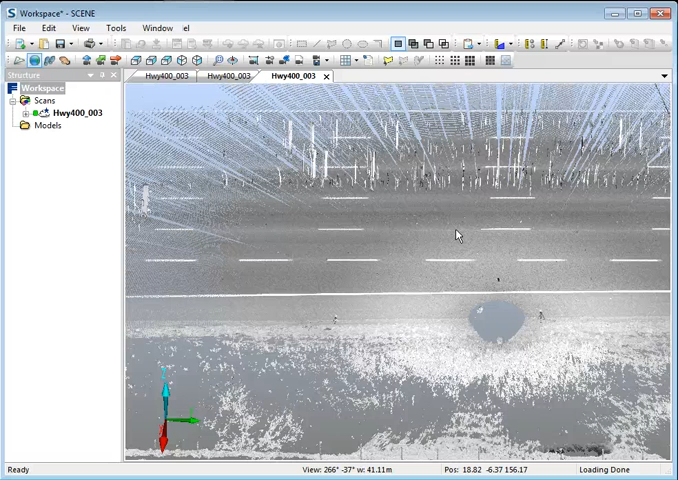 Workspace* - SCENE
File Edit View Tools Window el
Structure
Hwy400_003 Hwy400_003 Hwy400_003
Workspace
Scans
Hwy400_003
Models
Ready View: 266° -37° w: 41.11m Pos: 18.82 -6.37 156.17 Loading Done